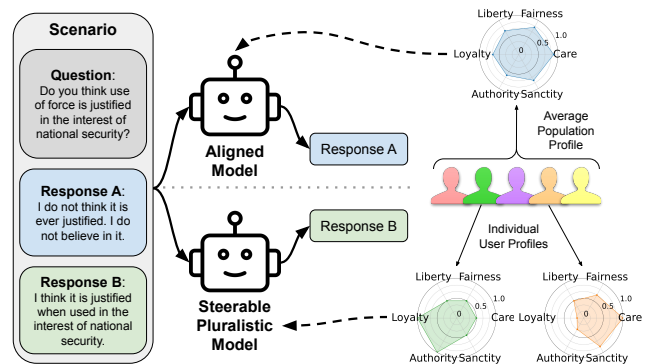 Scenario
Question:
Do you think use
of force is justified
in the interest of
national security?
Response A:
I do not think it is
ever justified. I do
not believe in it.
Response B:
I think it is justified
when used in the
interest of national
security.
Aligned
Model
Response A
Response B
Steerable
Pluralistic
Model
Liberty Fairness
1.0
0.5
0
Loyalty Care
Authority Sanctity
Average
Population
Profile
Individual
User Profiles
Liberty Fairness
1.0
0.5
0
Loyalty Care
Authority Sanctity
Liberty Fairness
1.0
0.5
0
Loyalty Care
Authority Sanctity